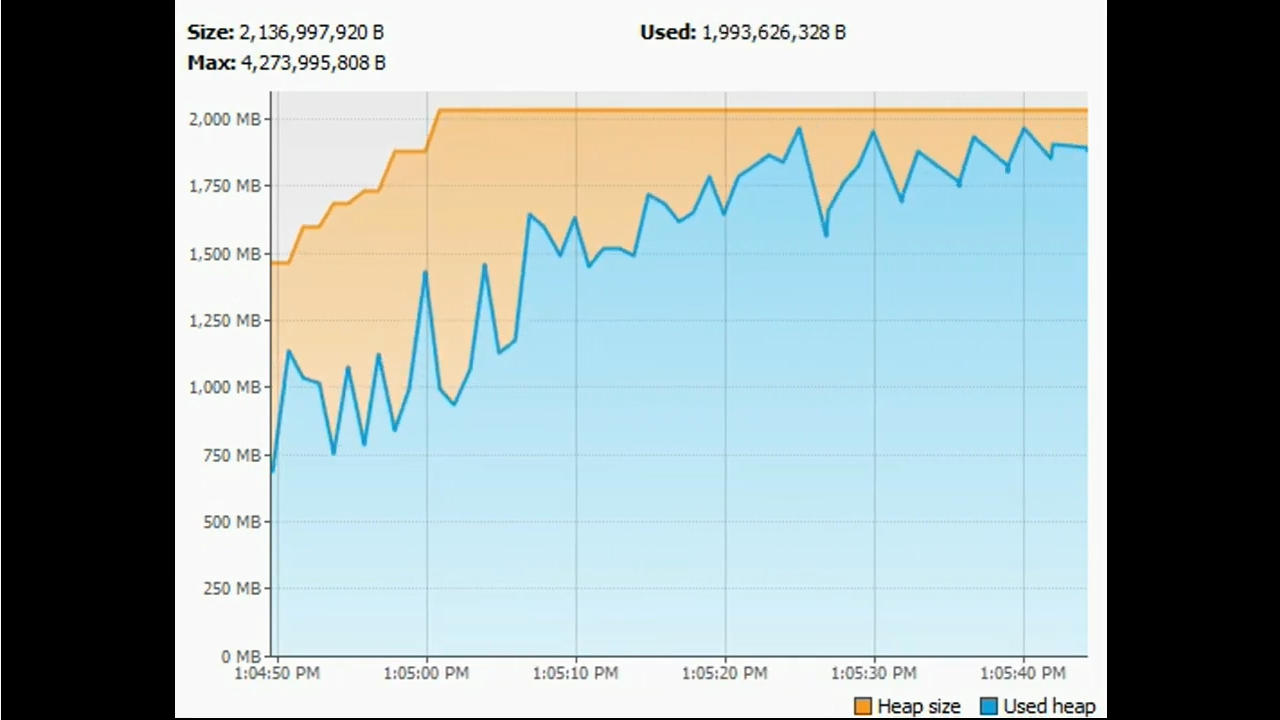 Size: 2,136,997,920 B
Used: 1,993,626,328 B
Max: 4,273,995,808 B
2,000 MB
1,750 MB
1,500 MB
1,250 MB
1,000 MB
750 MB
500 MB
250 MB
0 MB
1:04:50 PM
1:05:00 PM
1:05:10 PM
1:05:20 PM
1:05:30 PM
1:05:40 PM
Heap size
Used heap